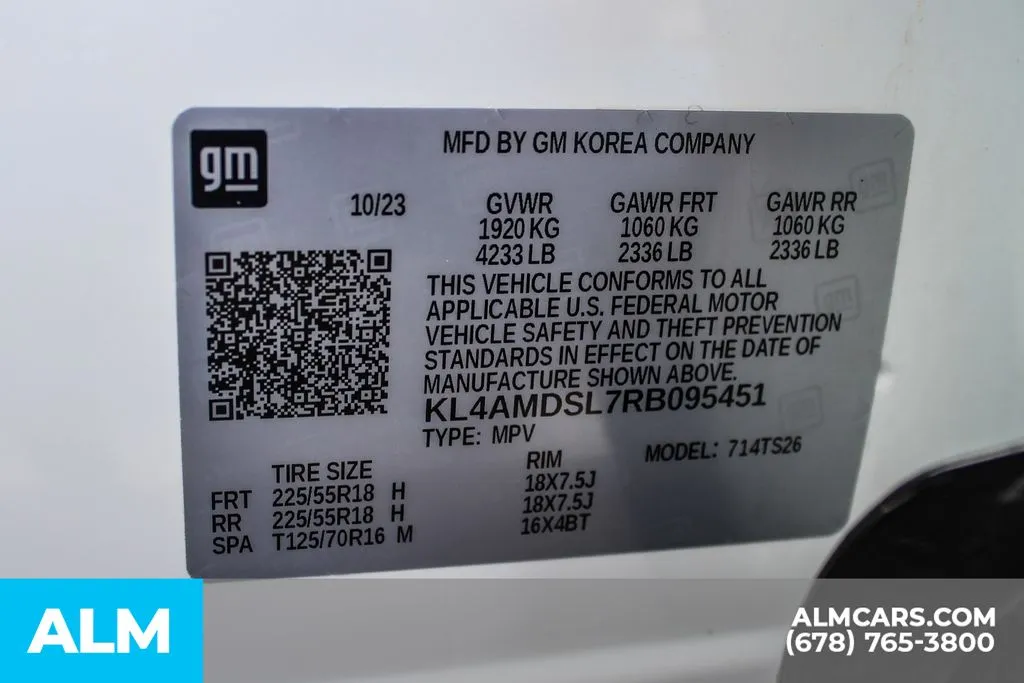 gm
MFD BY GM KOREA COMPANY
10/23 GVWR GAWR FRT GAWR RR
1920 KG 1060 KG 1060 KG
4233 LB 2336 LB 2336 LB
THIS VEHICLE CONFORMS TO ALL
APPLICABLE U.S. FEDERAL MOTOR
VEHICLE SAFETY AND THEFT PREVENTION
STANDARDS IN EFFECT ON THE DATE OF
MANUFACTURE SHOWN ABOVE.
KL4AMDSL7RB095451
TYPE: MPV MODEL: 714TS26
TIRE SIZE RIM
FRT 225/55R18 H 18X7.5J
RR 225/55R18 H 18X7.5J
SPA T125/70R16 M 16X4BT
ALM
ALMCARS.COM
(678) 765-3800